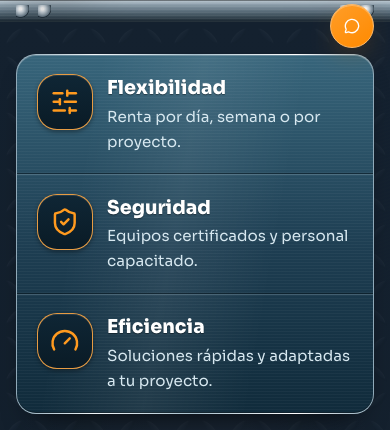 Flexibilidad
Renta por día, semana o por
proyecto.
Seguridad
Equipos certificados y personal
capacitado.
Eficiencia
Soluciones rápidas y adaptadas
a tu proyecto.